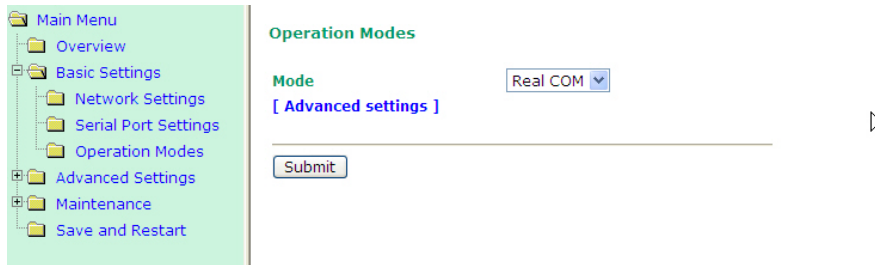 Main Menu
Overview
Basic Settings
Network Settings
Serial Port Settings
Operation Modes
Advanced Settings
Maintenance
Save and Restart
Operation Modes
Mode Real COM
[ Advanced settings ]
Submit